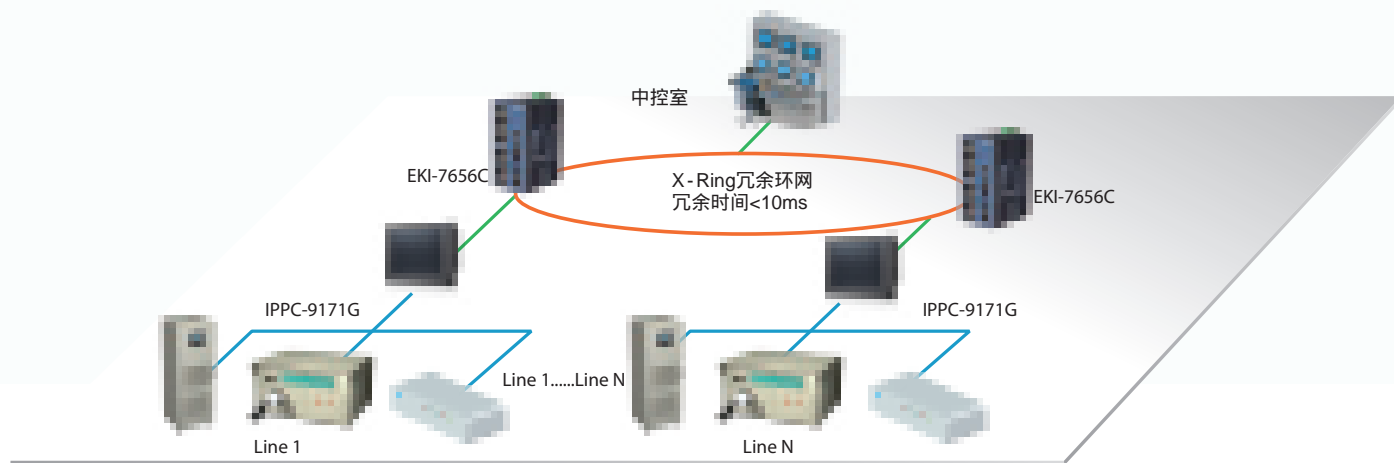 中控室
EKI-7656C
X-Ring冗余环网
冗余时间<10ms
EKI-7656C
IPPC-9171G
IPPC-9171G
Line 1......Line N
Line 1
Line N